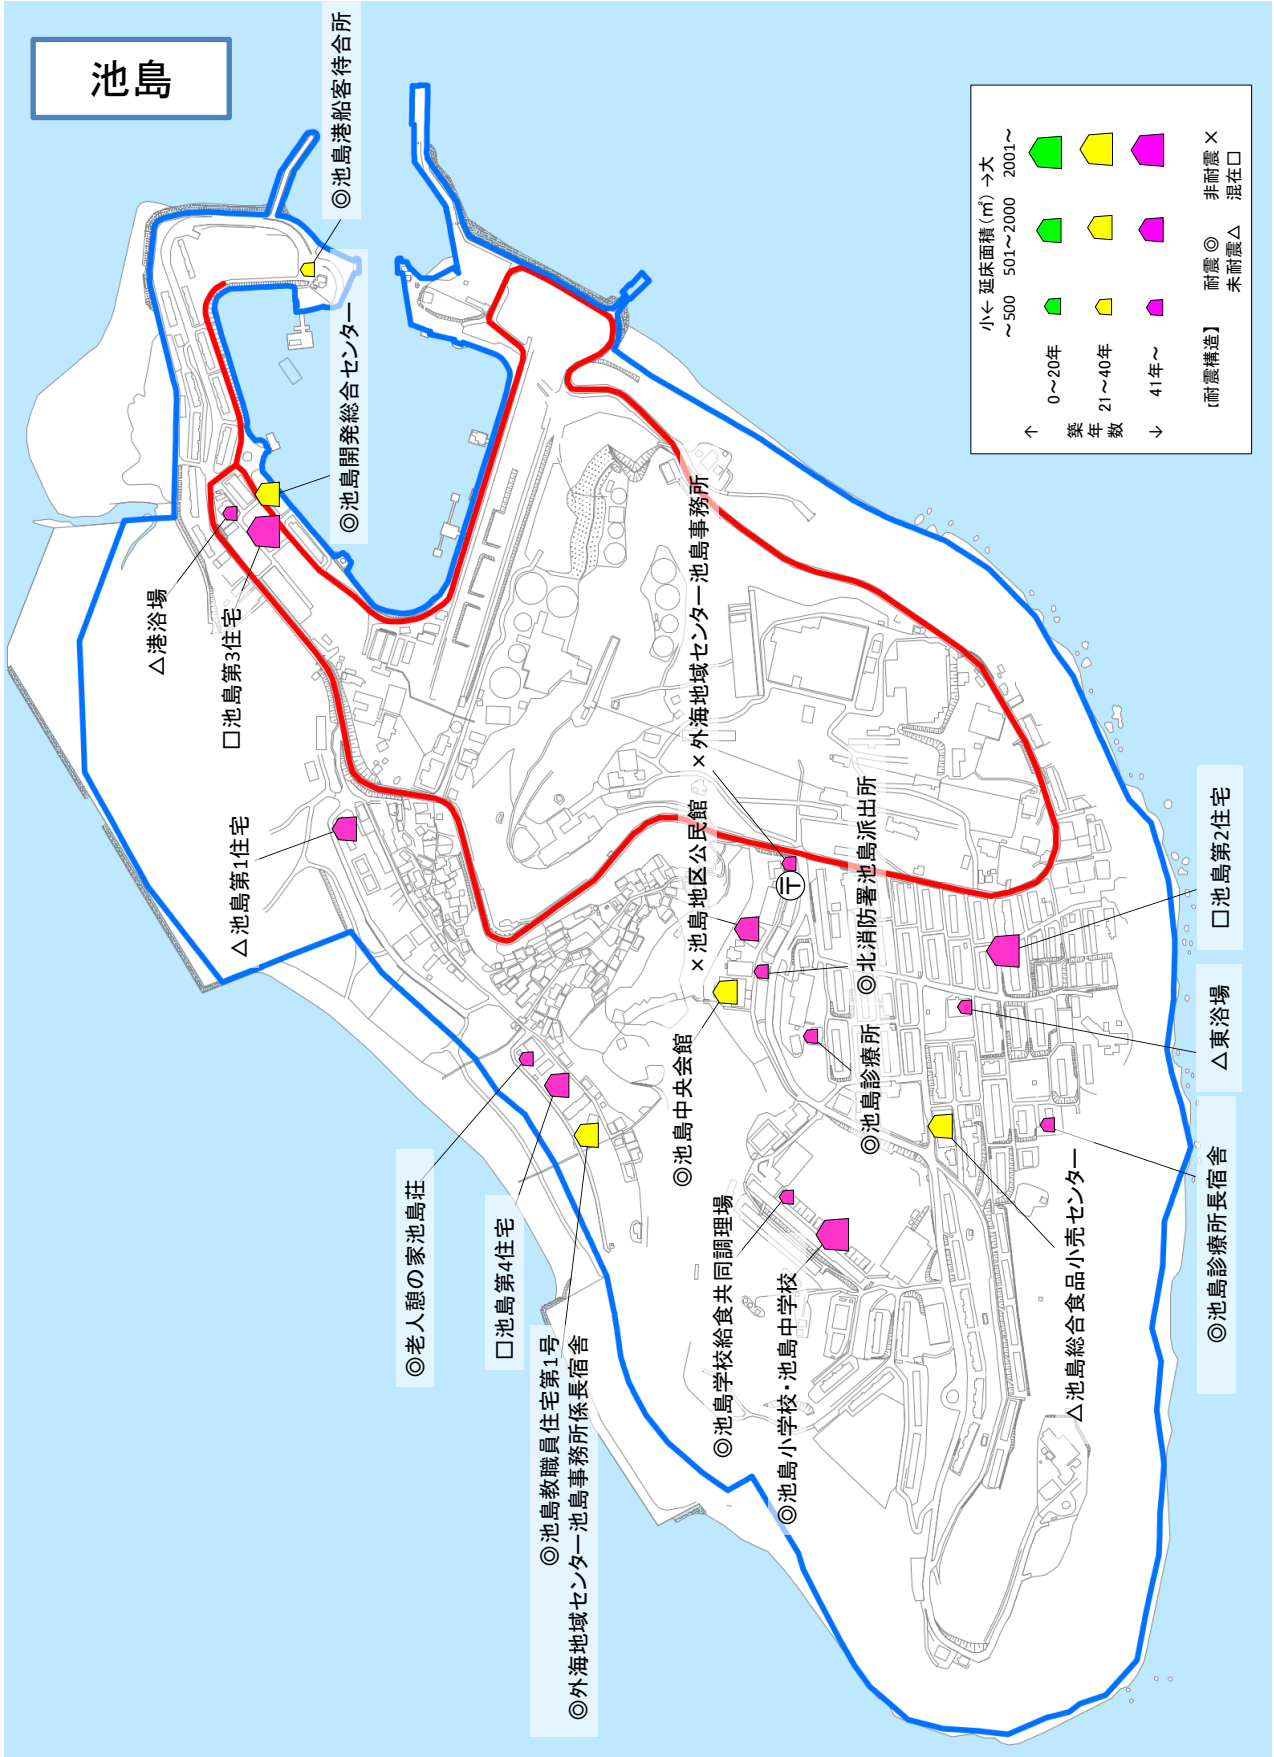 池島
◎池島港船客待合所
◎池島開発総合センター
△港浴場
□池島第3住宅
△池島第1住宅
×外海地域センター池島事務所
×池島地区公民館
◎北消防署池島派出所
◎池島中央会館
◎池島診療所
□池島第2住宅
△東浴場
◎池島診療所長宿舎
△池島総合食品小売センター
◎老人憩の家池島荘
□池島第4住宅
◎池島教職員住宅第1号
◎外海地域センター池島事務所係長宿舎
◎池島学校給食共同調理場
◎池島小学校・池島中学校
〒
小← 延床面積(㎡) →大
～500 501～2000 2001～
↑
築年数
↓
0～20年
21～40年
41年～
[耐震構造】
耐震◎ 非耐震×
未耐震△ 混在□